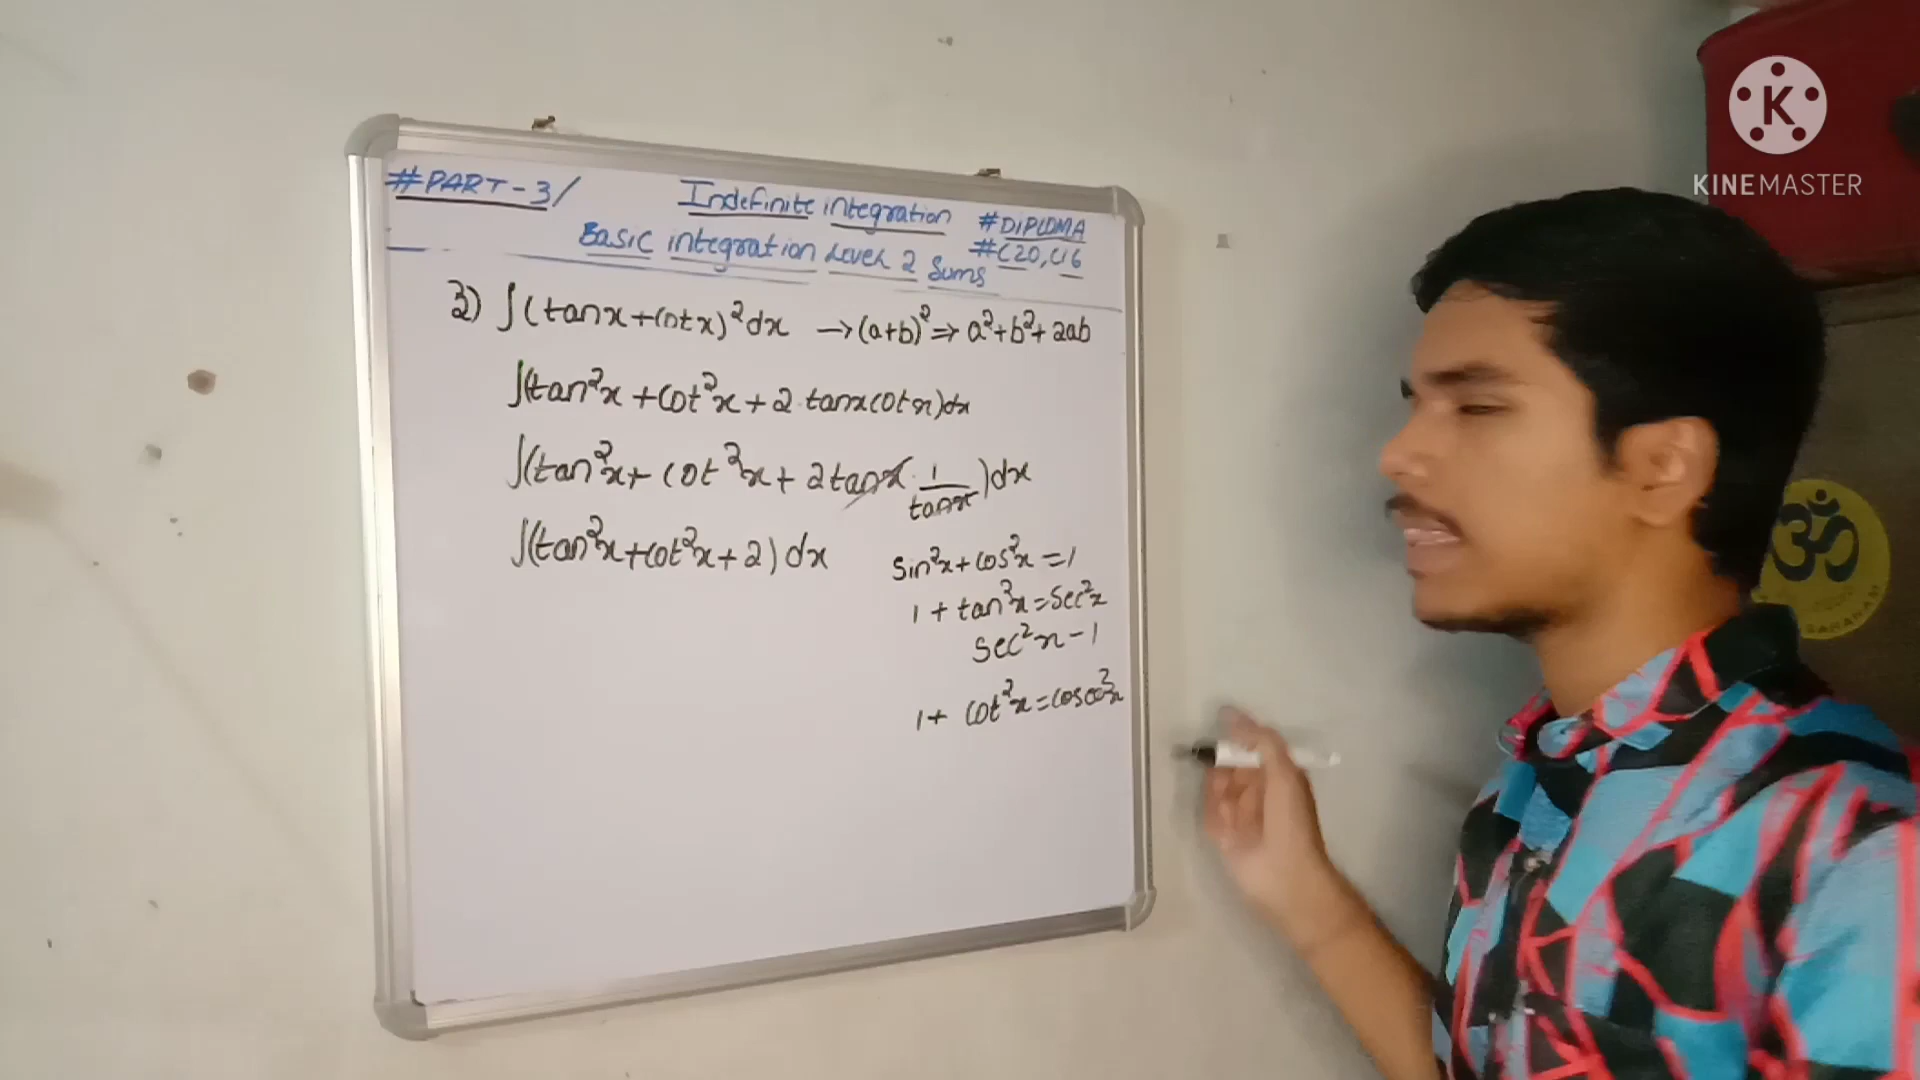 #PART-3/ Indefinite integration #DIPLOMA
Basic integration Level 2 Sums #C20, C16
3) ∫(tanx+cotx)²dx → (a+b)² ⇒ a²+b²+2ab
∫(tan²x+cot²x+2 tanxcotx)dx
∫(tan²x+cot²x+2tanx·1/tanx)dx
∫(tan²x+cot²x+2)dx
sin²x+cos²x=1
1+tan²x=sec²x
sec²x-1
1+cot²x=cosec²x
K
KINEMASTER
ॐ